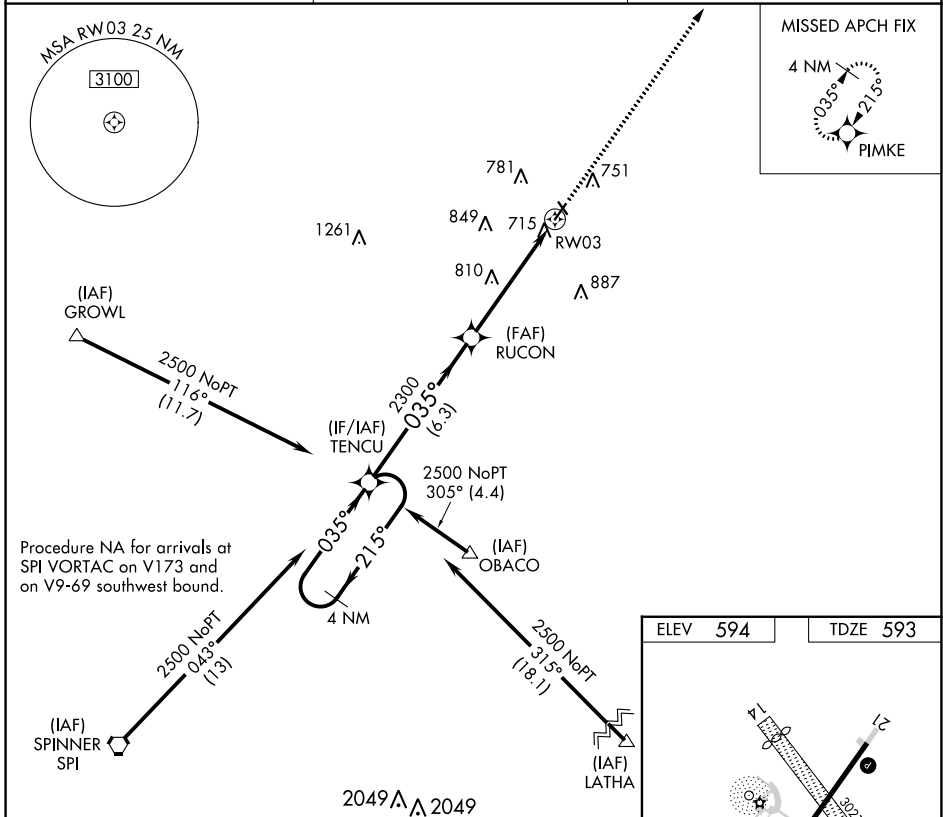 MSA RW03 25 NM
3100
MISSED APCH FIX
4 NM
035°
215°
PIMKE
781
751
1261
849
715
RW03
810
887
(IAF)
GROWL
(FAF)
RUCON
2500 NoPT
116°
(11.7)
2300
035°
(6.3)
(IF/IAF)
TENCU
2500 NoPT
305° (4.4)
035°
215°
(IAF)
OBACO
Procedure NA for arrivals at
SPI VORTAC on V173 and
on V9-69 southwest bound.
4 NM
2500 NoPT
043°
(13)
2500 NoPT
315°
(18.1)
ELEV 594
TDZE 593
(IAF)
SPINNER
SPI
(IAF)
LATHA
14
21
P
2049
2049